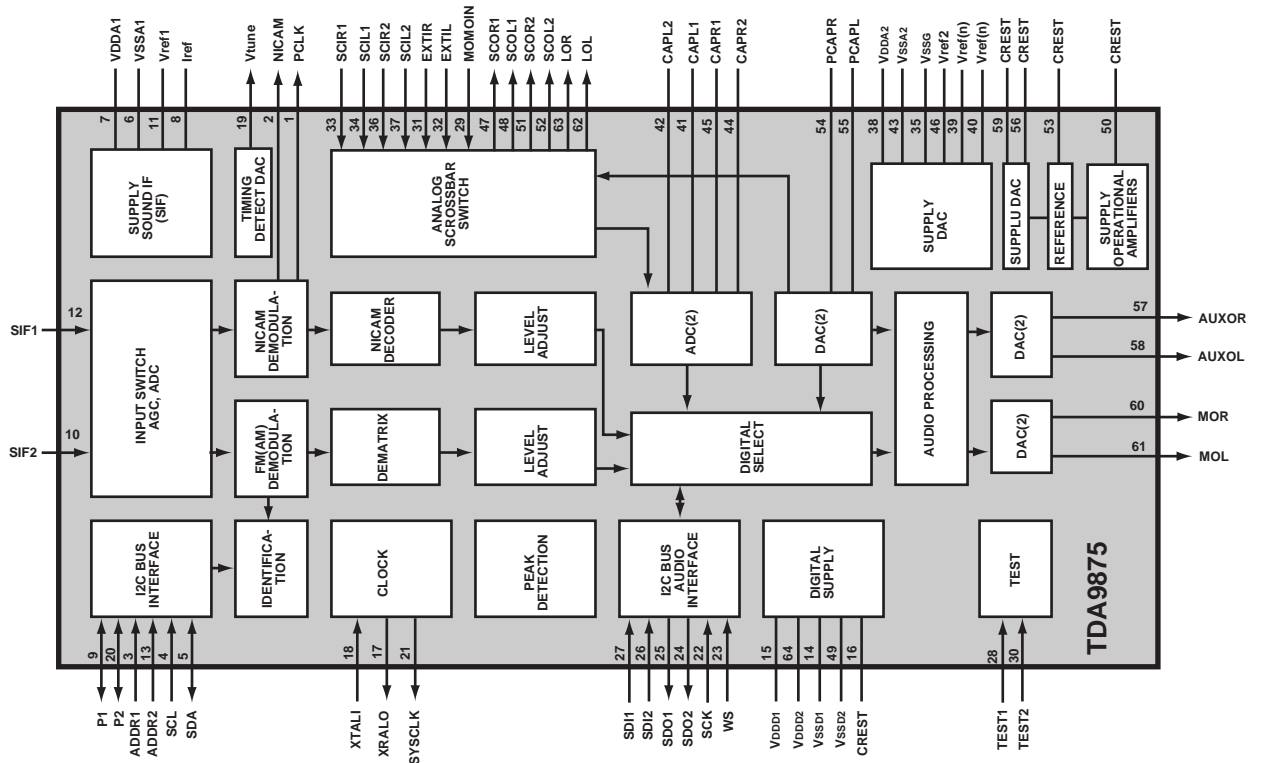 VDDA1
VSSA1
Vref1
Iref
Vtune
NICAM
PCLK
SCIR1
SCIL1
SCIR2
SCIL2
EXTIR
EXTIL
MOMOIN
SCOR1
SCOL1
SCOR2
SCOL2
LOR
LOL
CAPL2
CAPL1
CAPR1
CAPR2
PCAPR
PCAPL
VDDA2
VSSA2
VSSG
Vref2
Vref(n)
Vref(n)
CREST
CREST
CREST
CREST
7
6
11
8
19
2
1
33
34
36
37
31
32
29
47
48
51
52
63
62
42
41
45
44
54
55
38
43
35
46
39
40
59
56
53
50
SUPPLY
SOUND IF
(SIF)
TIMING
DETECT DAC
ANALOG
SCROSSBAR
SWITCH
SUPPLY
DAC
SUPPLU DAC
REFERENCE
SUPPLY
OPERATIONAL
AMPLIFIERS
SIF1
12
SIF2
10
INPUT SWITCH
AGC, ADC
NICAM
DEMODULA-
TION
NICAM
DECODER
LEVEL
ADJUST
ADC(2)
DAC(2)
AUDIO PROCESSING
DAC(2)
57
AUXOR
58
AUXOL
FM(AM)
DEMODULA-
TION
DEMATRIX
LEVEL
ADJUST
DIGITAL
SELECT
DAC(2)
60
MOR
61
MOL
I2C BUS
INTERFACE
IDENTIFICA-
TION
CLOCK
PEAK
DETECTION
I2C BUS
AUDIO
INTERFACE
DIGITAL
SUPPLY
TEST
TDA9875
9
20
3
13
4
5
18
17
21
27
26
25
24
22
23
15
64
14
49
16
28
30
P1
P2
ADDR1
ADDR2
SCL
SDA
XTALI
XRALO
SYSCLK
SDI1
SDI2
SDO1
SDO2
SCK
WS
VDDD1
VDDD2
VSSD1
VSSD2
CREST
TEST1
TEST2